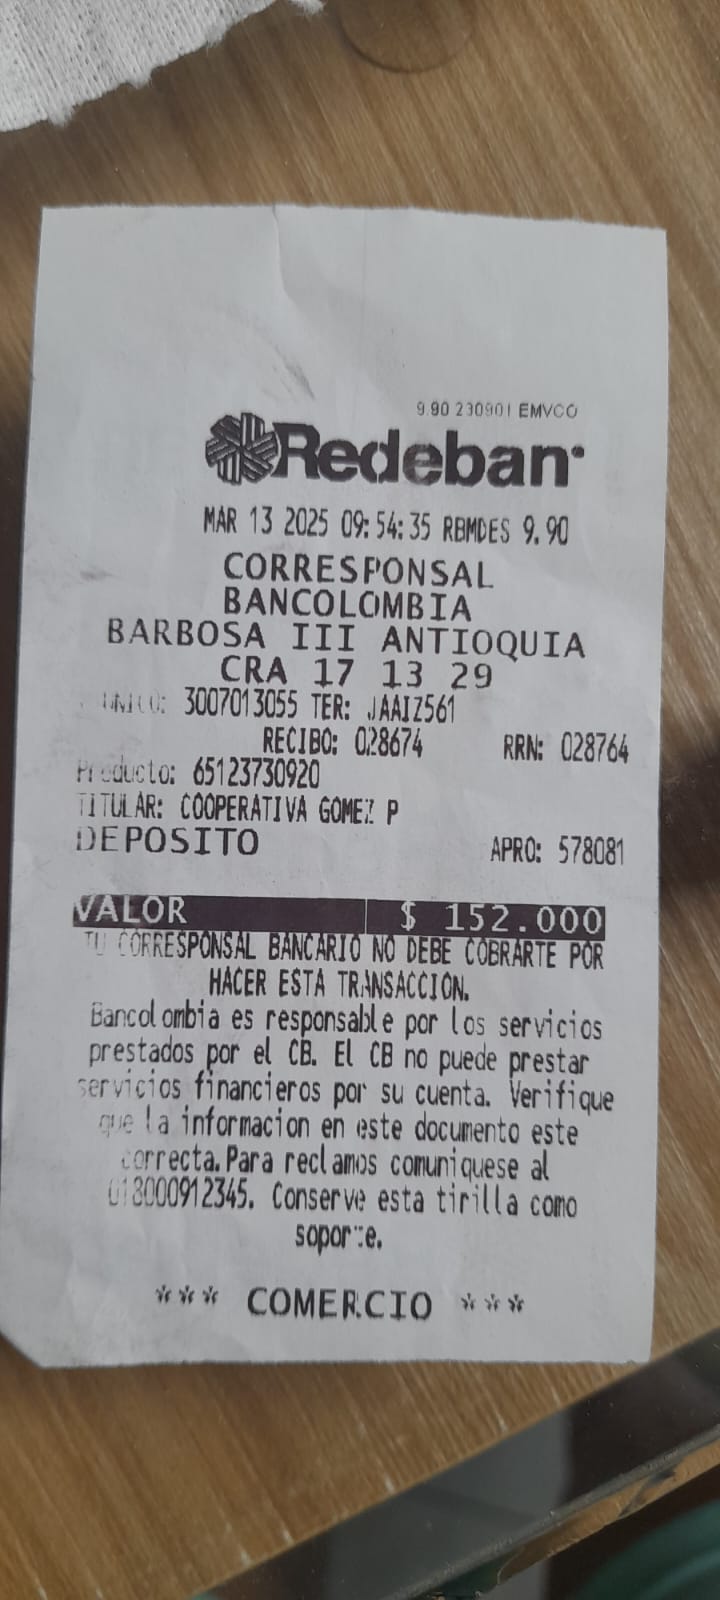 9.90 230901 EMVCO
Redeban
MAR 13 2025 09:54:35 RBMDES 9.90
CORRESPONSAL
BANCOLOMBIA
BARBOSA III ANTIOQUIA
CRA 17 13 29
UNICO: 3007013055 TER: JAAIZ561
RECIBO: 028674 RRN: 028764
Producto: 65123730920
TITULAR: COOPERATIVA GOMEZ P
DEPOSITO APRO: 578081
VALOR $ 152.000
TU CORRESPONSAL BANCARIO NO DEBE COBRARTE POR
HACER ESTA TRANSACCION.
Bancolombia es responsable por los servicios
prestados por el CB. El CB no puede prestar
servicios financieros por su cuenta. Verifique
que la informacion en este documento este
correcta.Para reclamos comuniquese al
018000912345. Conserve esta tirilla como
soporte.
*** COMERCIO ***